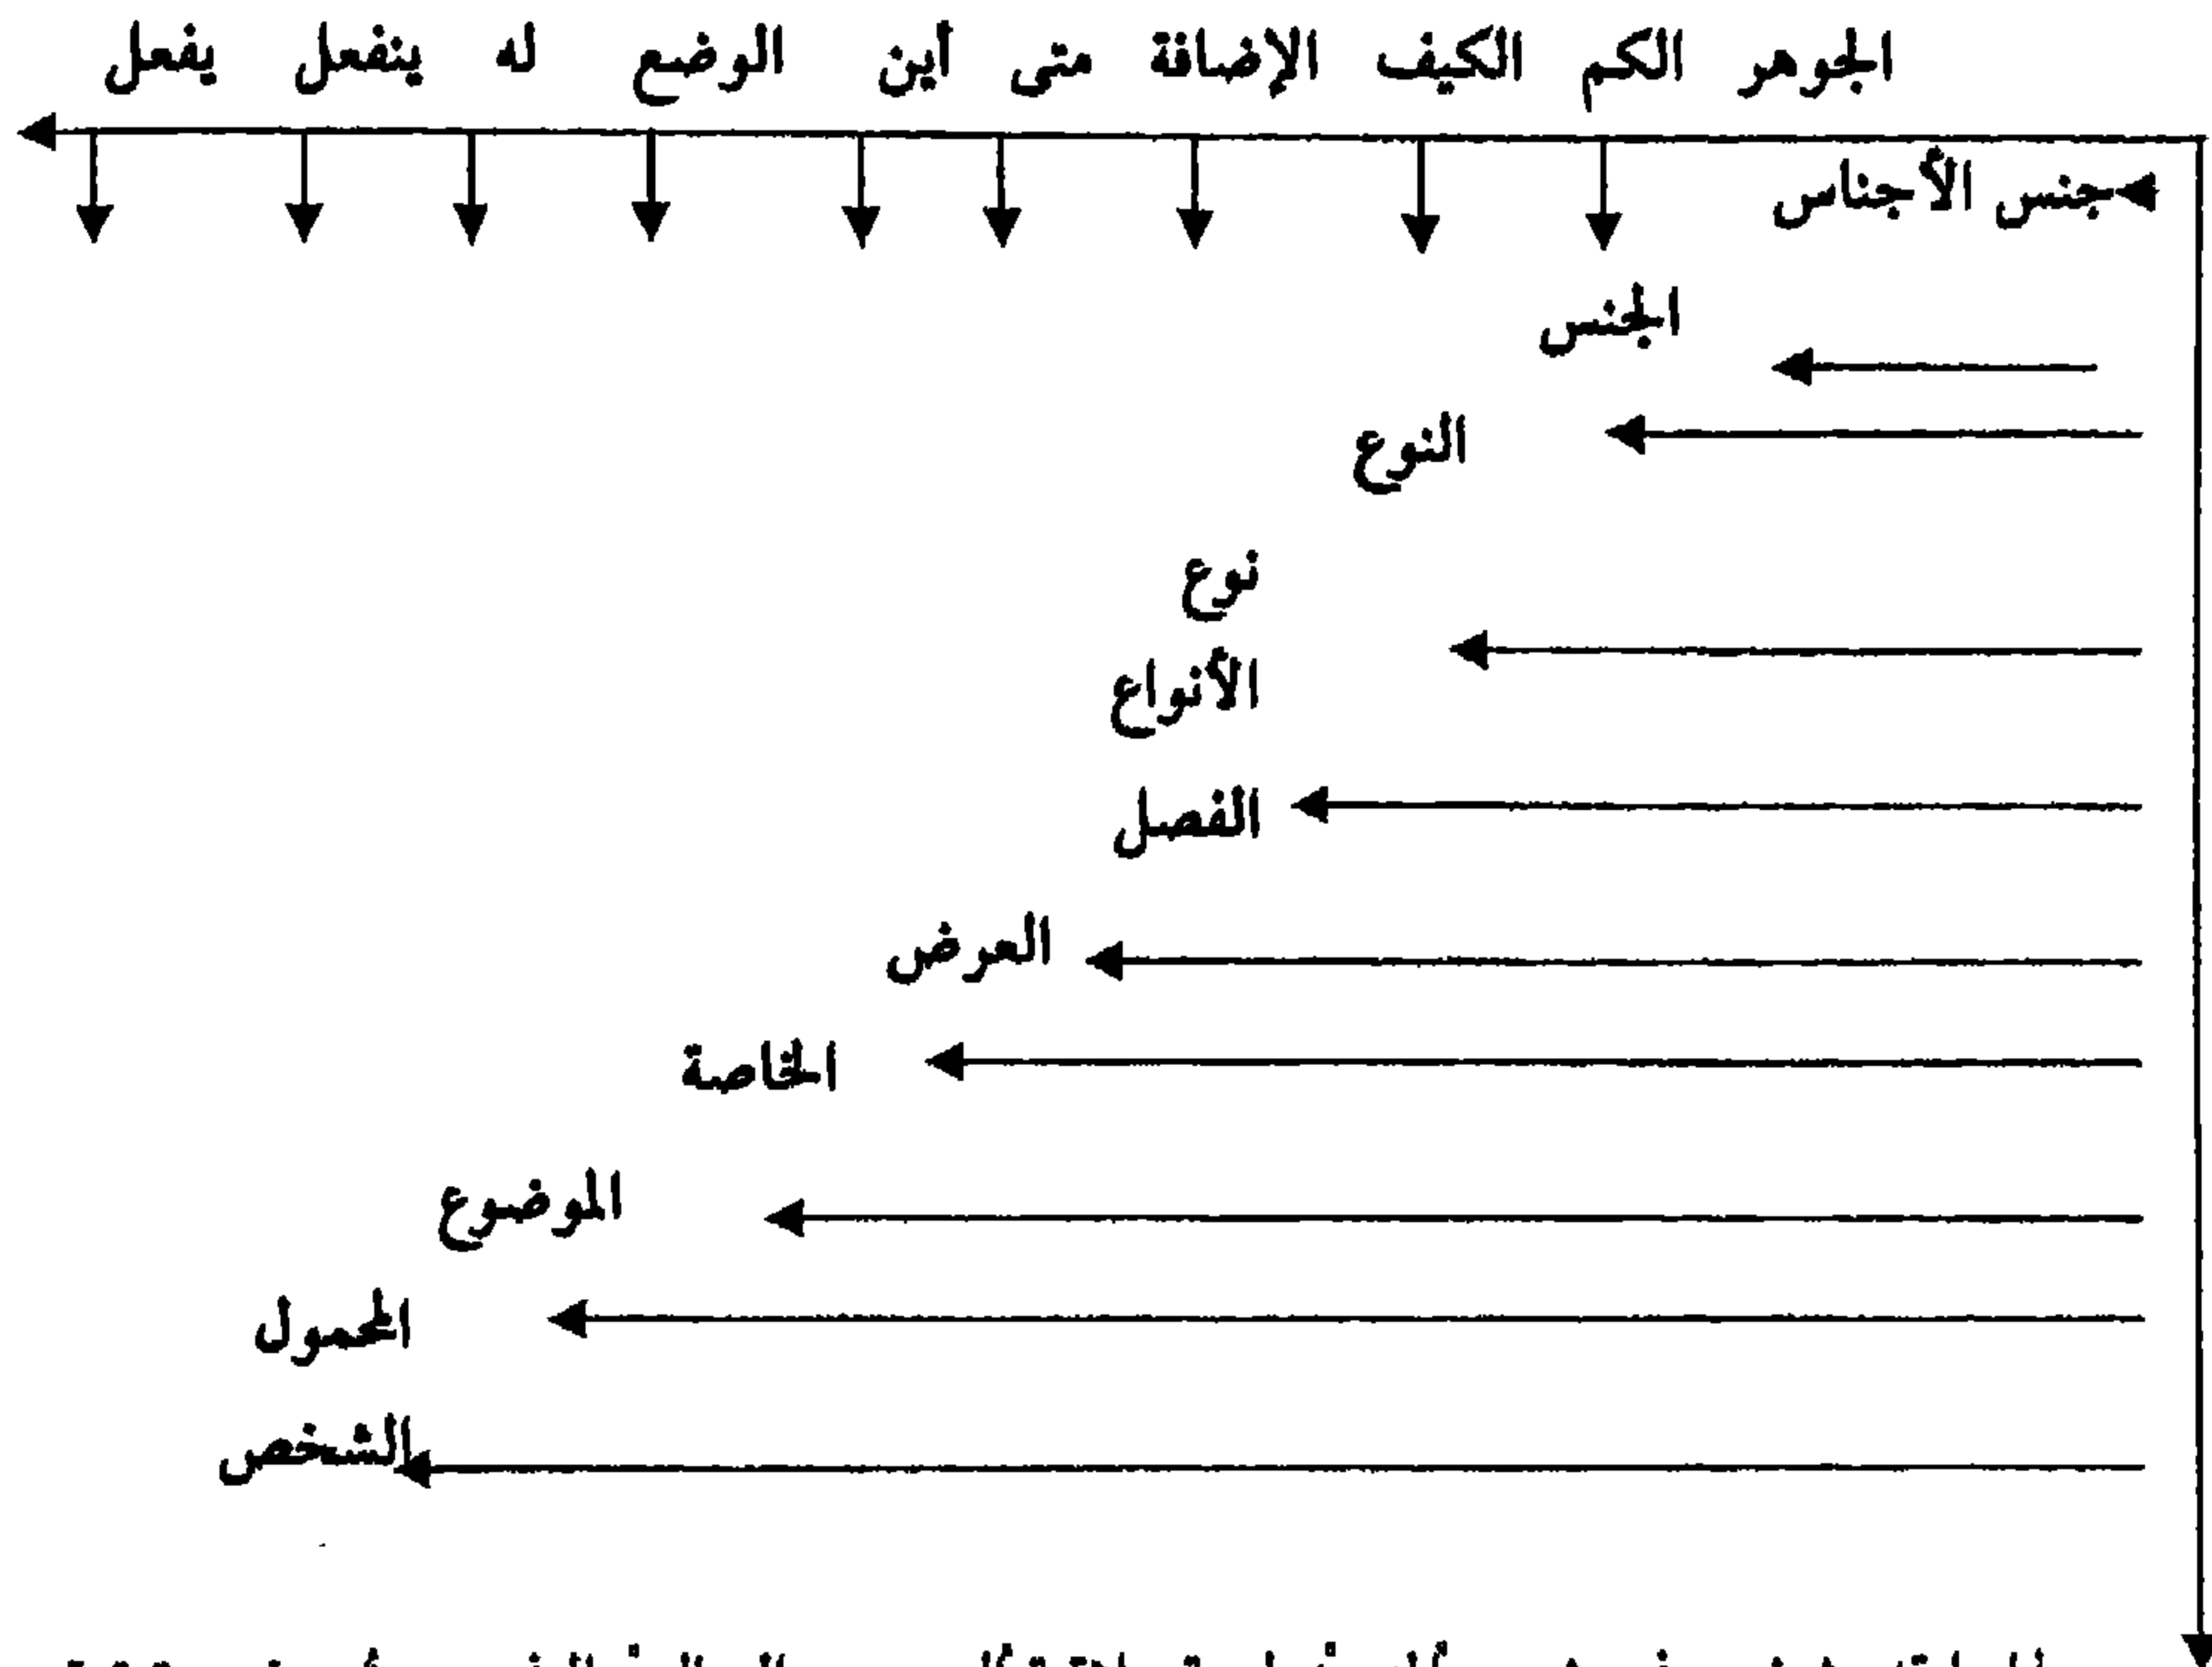 الجوهر الكم الكيف الإضافة متى أين الوضع له ينفعل يفعل
جنس الأجناس
الجنس
النوع
نوع
الأنواع
الفصل
العرض
الخاصة
الموضوع
المحمول
الشخص